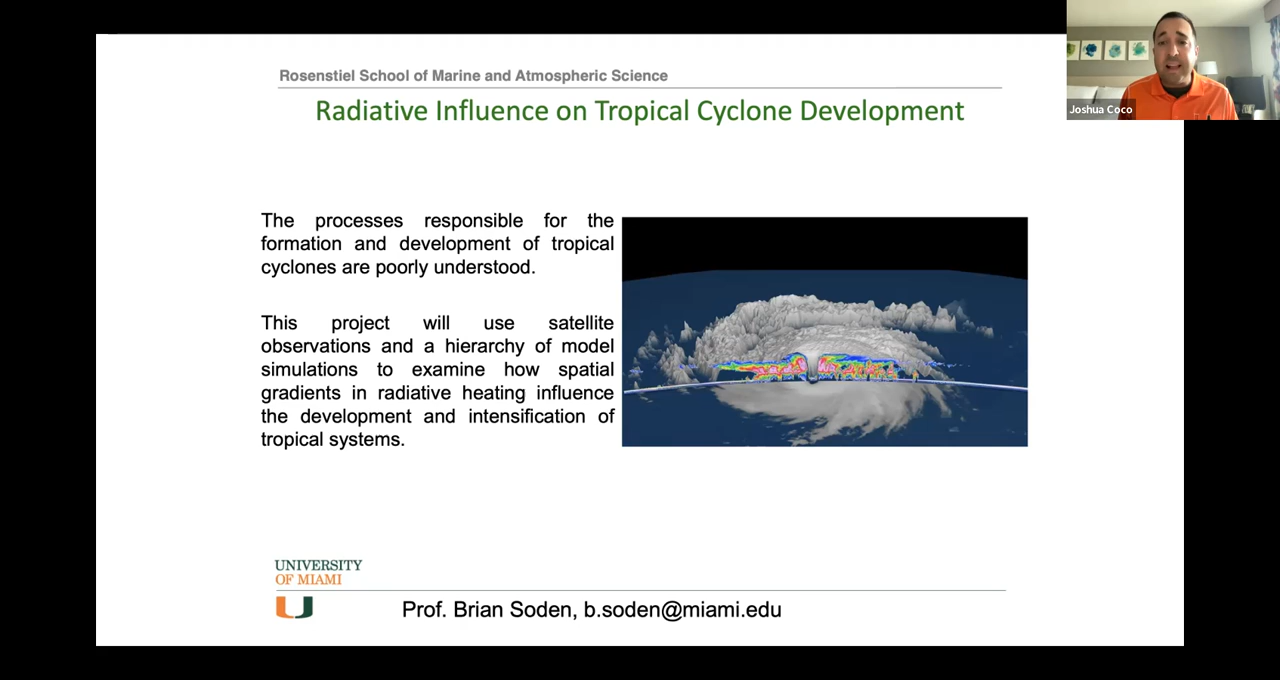 Rosenstiel School of Marine and Atmospheric Science
Radiative Influence on Tropical Cyclone Development
Joshua Coco
The processes responsible for the
formation and development of tropical
cyclones are poorly understood.
This project will use satellite
observations and a hierarchy of model
simulations to examine how spatial
gradients in radiative heating influence
the development and intensification of
tropical systems.
UNIVERSITY
OF MIAMI
Prof. Brian Soden, b.soden@miami.edu